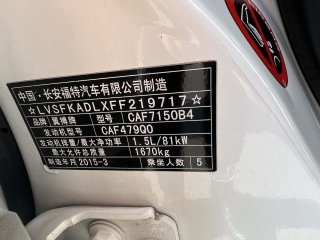 中国·长安福特汽车有限公司制造
☆LVSFKADLXFF219717☆
品牌 翼搏牌 型号 CAF7150B4
发动机型号 CAF479Q0
发动机排量/最大净功率 1.5L/81kW
最大允许总质量 1670kg
制造年月 2015-3 乘坐人数 5